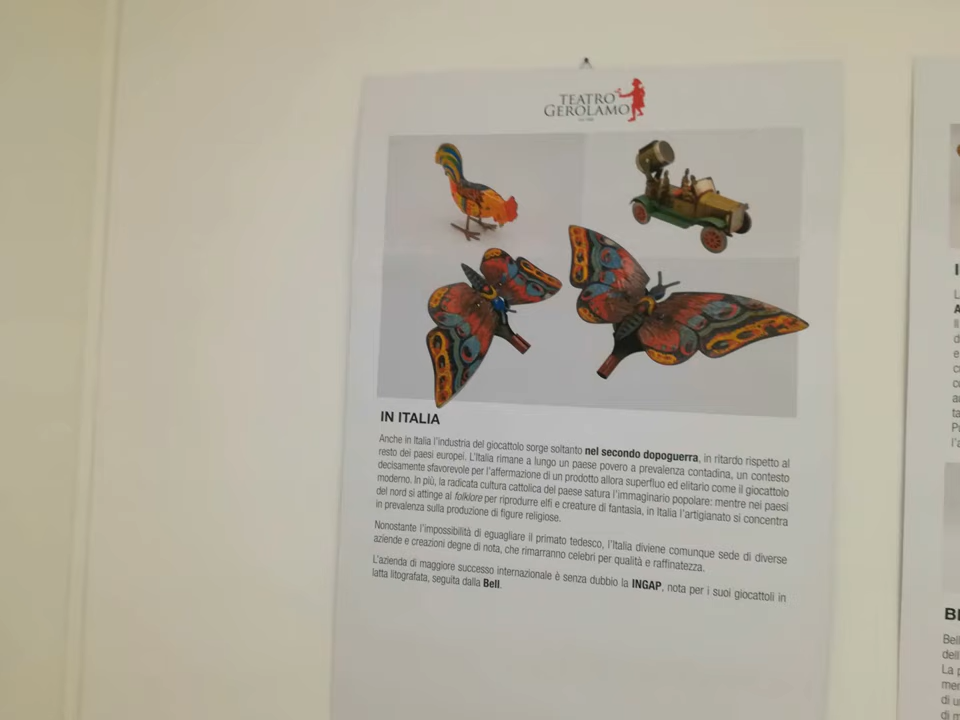 TEATRO
GEROLAMO
IN ITALIA
Anche in Italia l'industria del giocattolo sorge soltanto nel secondo dopoguerra, in ritardo rispetto al
resto dei paesi europei. L'Italia rimane a lungo un paese povero a prevalenza contadina, un contesto
decisamente sfavorevole per l'affermazione di un prodotto allora superfluo ed elitario come il giocattolo
moderno. In più, la radicata cultura cattolica del paese satura l'immaginario popolare: mentre nei paesi
del nord si attinge al folklore per riprodurre elfi e creature di fantasia, in Italia l'artigianato si concentra
in prevalenza sulla produzione di figure religiose.
Nonostante l'impossibilità di eguagliare il primato tedesco, l'Italia diviene comunque sede di diverse
aziende e creazioni degne di nota, che rimarranno celebri per qualità e raffinatezza.
L'azienda di maggiore successo internazionale è senza dubbio la INGAP, nota per i suoi giocattoli in
latta litografata, seguita dalla Bell.
Bell
La
di
di